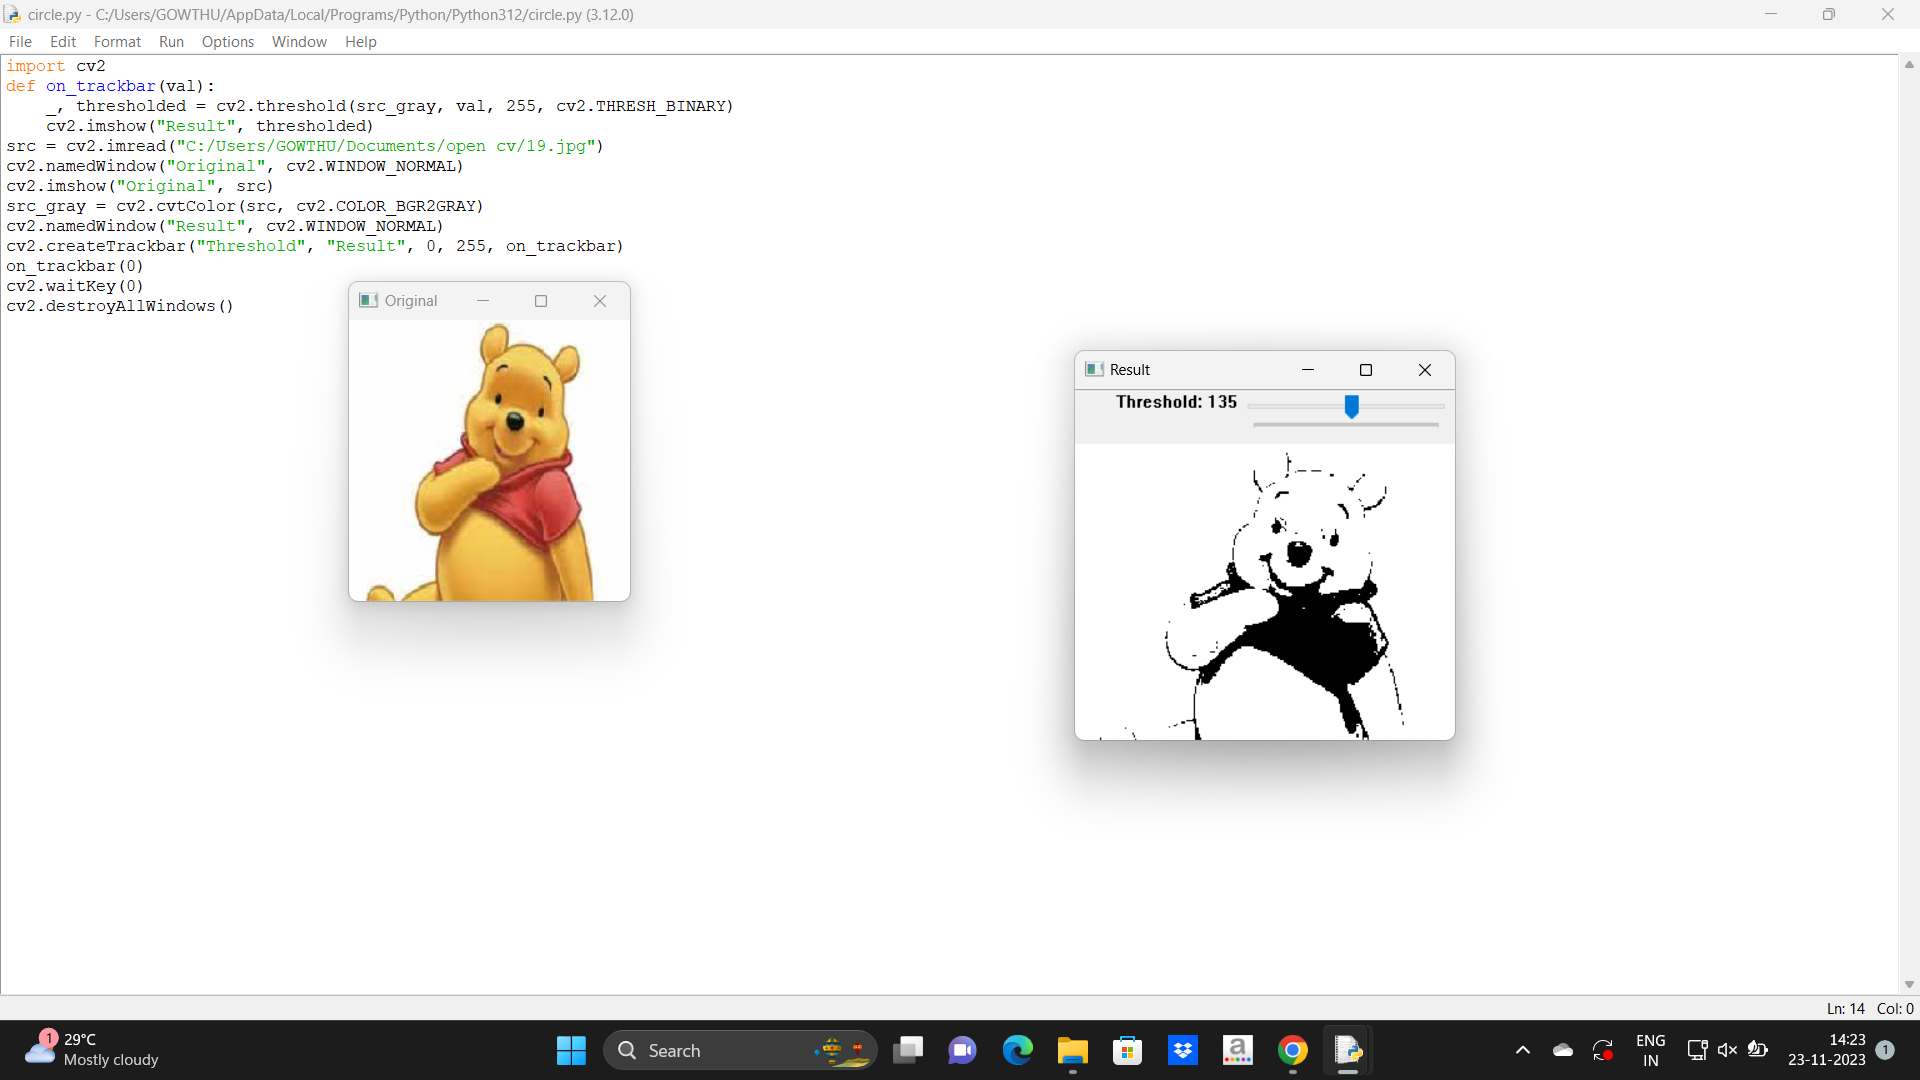 circle.py - C:/Users/GOWTHU/AppData/Local/Programs/Python/Python312/circle.py (3.12.0)
File Edit Format Run Options Window Help
import cv2
def on_trackbar(val):
    _, thresholded = cv2.threshold(src_gray, val, 255, cv2.THRESH_BINARY)
    cv2.imshow("Result", thresholded)
src = cv2.imread("C:/Users/GOWTHU/Documents/open cv/19.jpg")
cv2.namedWindow("Original", cv2.WINDOW_NORMAL)
cv2.imshow("Original", src)
src_gray = cv2.cvtColor(src, cv2.COLOR_BGR2GRAY)
cv2.namedWindow("Result", cv2.WINDOW_NORMAL)
cv2.createTrackbar("Threshold", "Result", 0, 255, on_trackbar)
on_trackbar(0)
cv2.waitKey(0)
cv2.destroyAllWindows()
Original
Result
Threshold: 135
Ln: 14 Col: 0
1
29°C
Mostly cloudy
Search
a
ENG
IN
14:23
23-11-2023
1